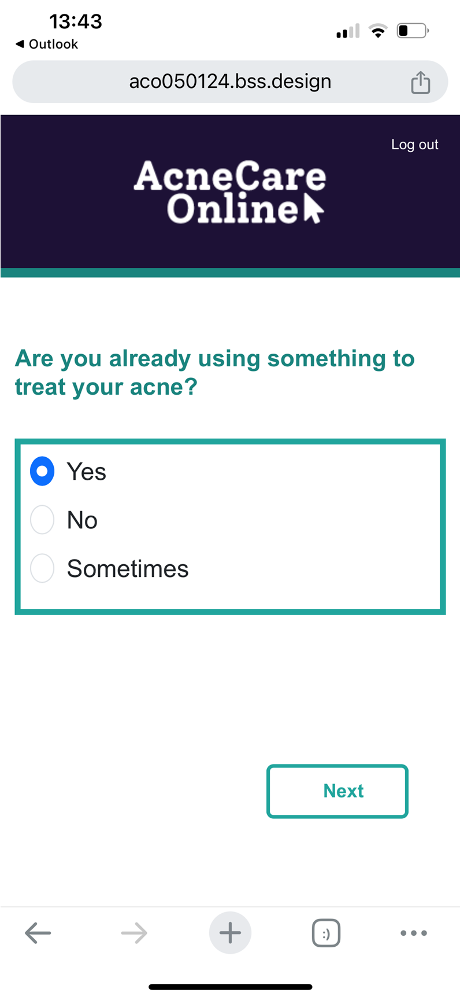 13:43
◀ Outlook
aco050124.bss.design
Log out
AcneCare
Online
Are you already using something to
treat your acne?
Yes
No
Sometimes
Next
:)